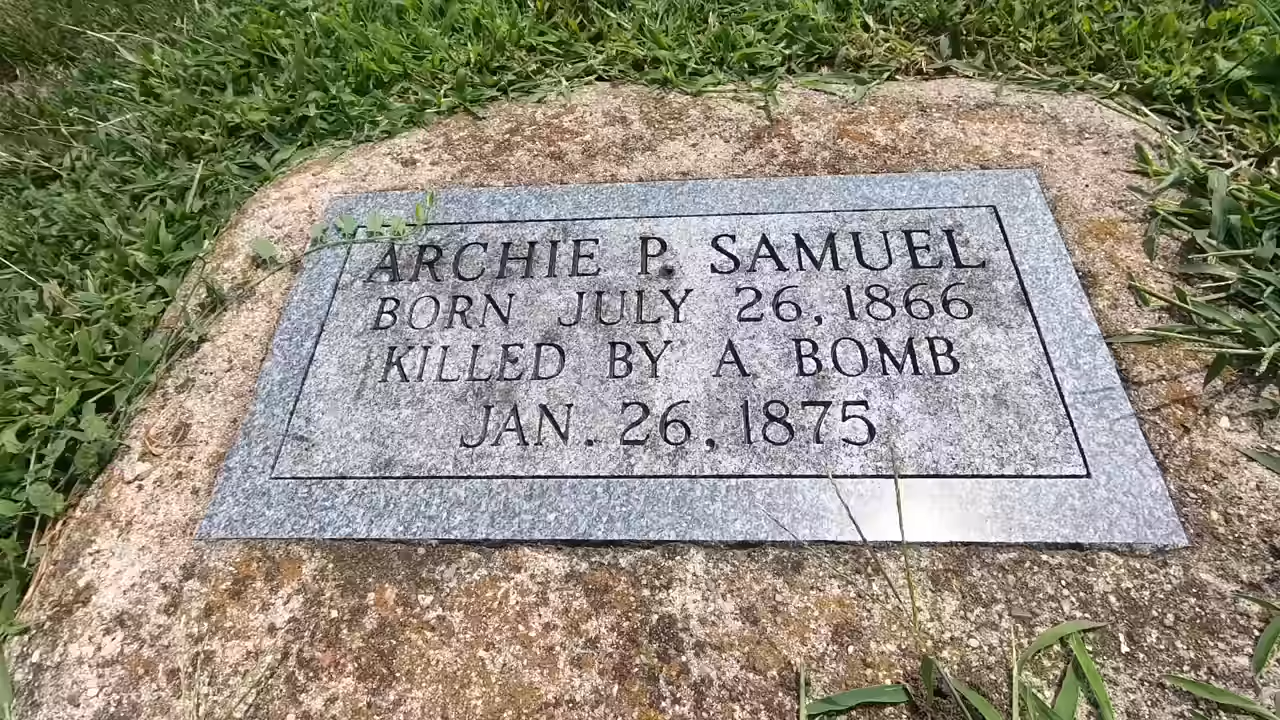 ARCHIE P. SAMUEL
BORN JULY 26, 1866
KILLED BY A BOMB
JAN. 26, 1875